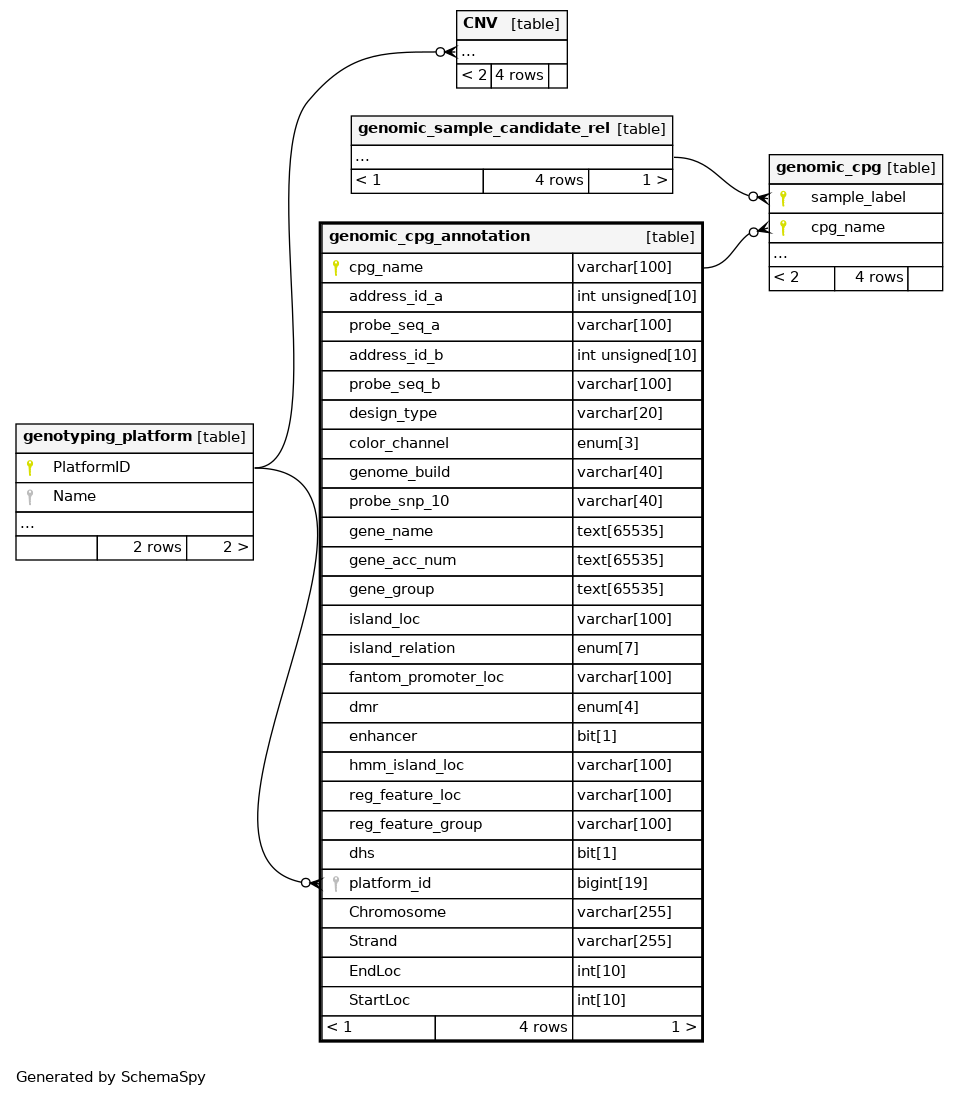 CNV [table]
...
< 2 4 rows
genomic_sample_candidate_rel [table]
...
< 1 4 rows 1 >
genomic_cpg [table]
sample_label
cpg_name
...
< 2 4 rows
genomic_cpg_annotation [table]
cpg_name varchar[100]
address_id_a int unsigned[10]
probe_seq_a varchar[100]
address_id_b int unsigned[10]
probe_seq_b varchar[100]
design_type varchar[20]
color_channel enum[3]
genome_build varchar[40]
probe_snp_10 varchar[40]
gene_name text[65535]
gene_acc_num text[65535]
gene_group text[65535]
island_loc varchar[100]
island_relation enum[7]
fantom_promoter_loc varchar[100]
dmr enum[4]
enhancer bit[1]
hmm_island_loc varchar[100]
reg_feature_loc varchar[100]
reg_feature_group varchar[100]
dhs bit[1]
platform_id bigint[19]
Chromosome varchar[255]
Strand varchar[255]
EndLoc int[10]
StartLoc int[10]
< 1 4 rows 1 >
genotyping_platform [table]
PlatformID
Name
...
2 rows 2 >
Generated by SchemaSpy